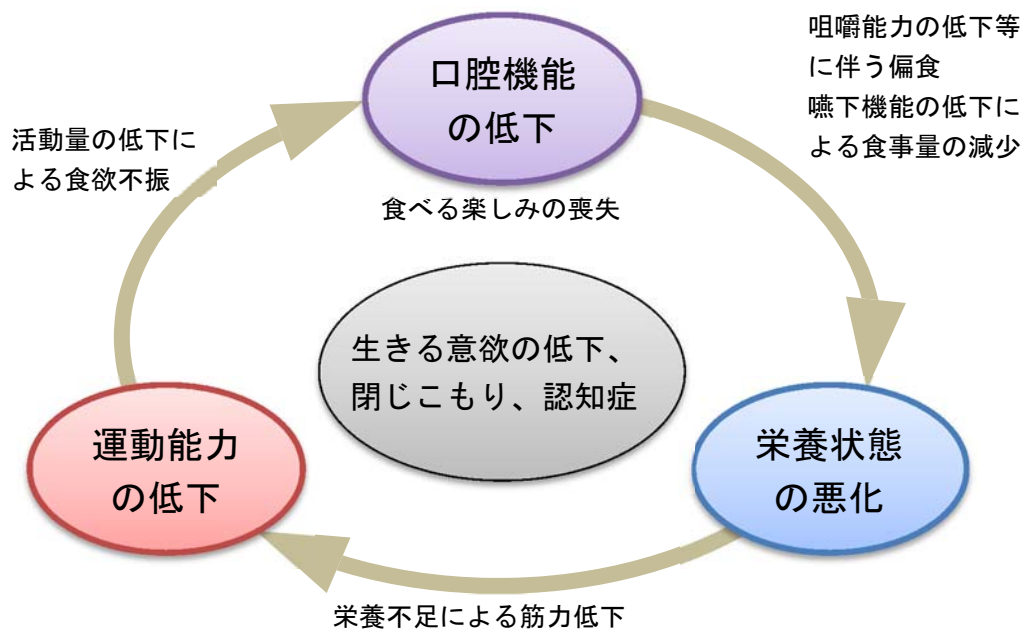 口腔機能
の低下
咀嚼能力の低下等
に伴う偏食
嚥下機能の低下に
よる食事量の減少
活動量の低下に
よる食欲不振
食べる楽しみの喪失
生きる意欲の低下、
閉じこもり、認知症
運動能力
の低下
栄養状態
の悪化
栄養不足による筋力低下